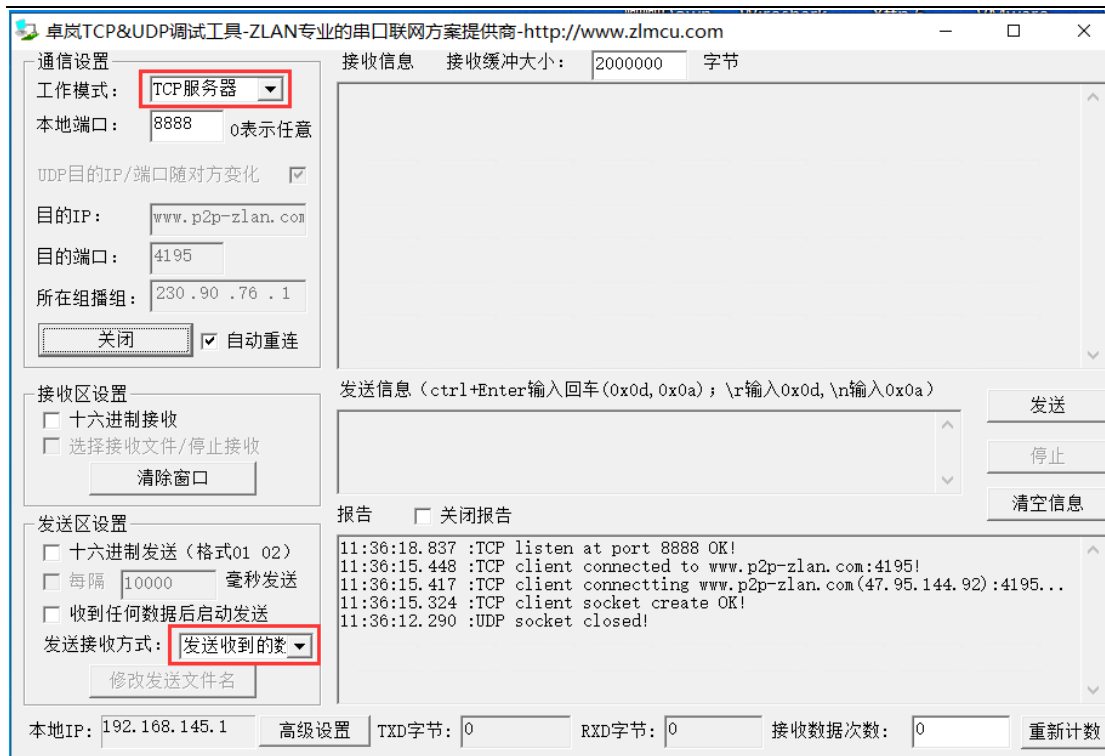 卓岚TCP&UDP调试工具-ZLAN专业的串口联网方案提供商-http://www.zlmcu.com
通信设置
工作模式： TCP服务器
本地端口： 8888 0表示任意
UDP目的IP/端口随对方变化
目的IP： www.p2p-zlan.com
目的端口： 4195
所在组播组： 230 .90 .76 .1
关闭 自动重连
接收区设置
十六进制接收
选择接收文件/停止接收
清除窗口
发送区设置
十六进制发送（格式01 02）
每隔 10000 毫秒发送
收到任何数据后启动发送
发送接收方式： 发送收到的数
修改发送文件名
接收信息 接收缓冲大小： 2000000 字节
发送信息（ctrl+Enter输入回车(0x0d,0x0a)；\r输入0x0d,\n输入0x0a）
发送
停止
清空信息
报告 关闭报告
11:36:18.837 :TCP listen at port 8888 OK!
11:36:15.448 :TCP client connected to www.p2p-zlan.com:4195!
11:36:15.417 :TCP client connectting www.p2p-zlan.com(47.95.144.92):4195...
11:36:15.324 :TCP client socket create OK!
11:36:12.290 :UDP socket closed!
本地IP: 192.168.145.1 高级设置 TXD字节: 0 RXD字节: 0 接收数据次数： 0 重新计数